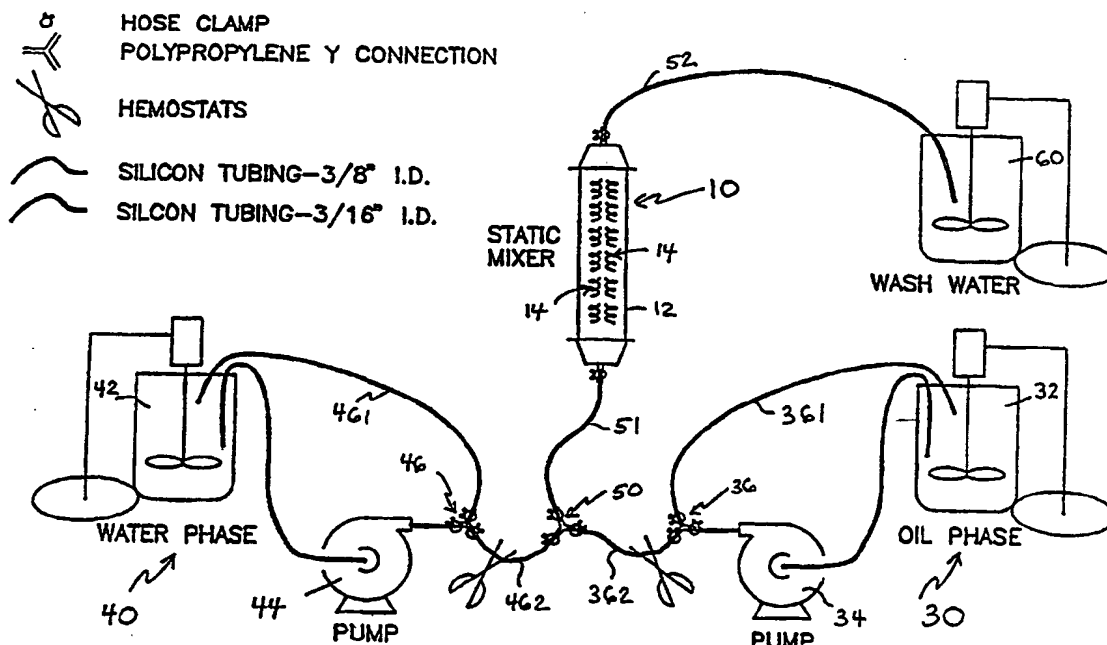 HOSE CLAMP
POLYPROPYLENE Y CONNECTION
HEMOSTATS
SILICON TUBING-3/8" I.D.
SILCON TUBING-3/16" I.D.
52
60
10
STATIC
MIXER
14
14
12
WASH WATER
42
461
51
361
32
46
50
36
WATER PHASE
OIL PHASE
40
44
462
362
34
30
PUMP
PUMP